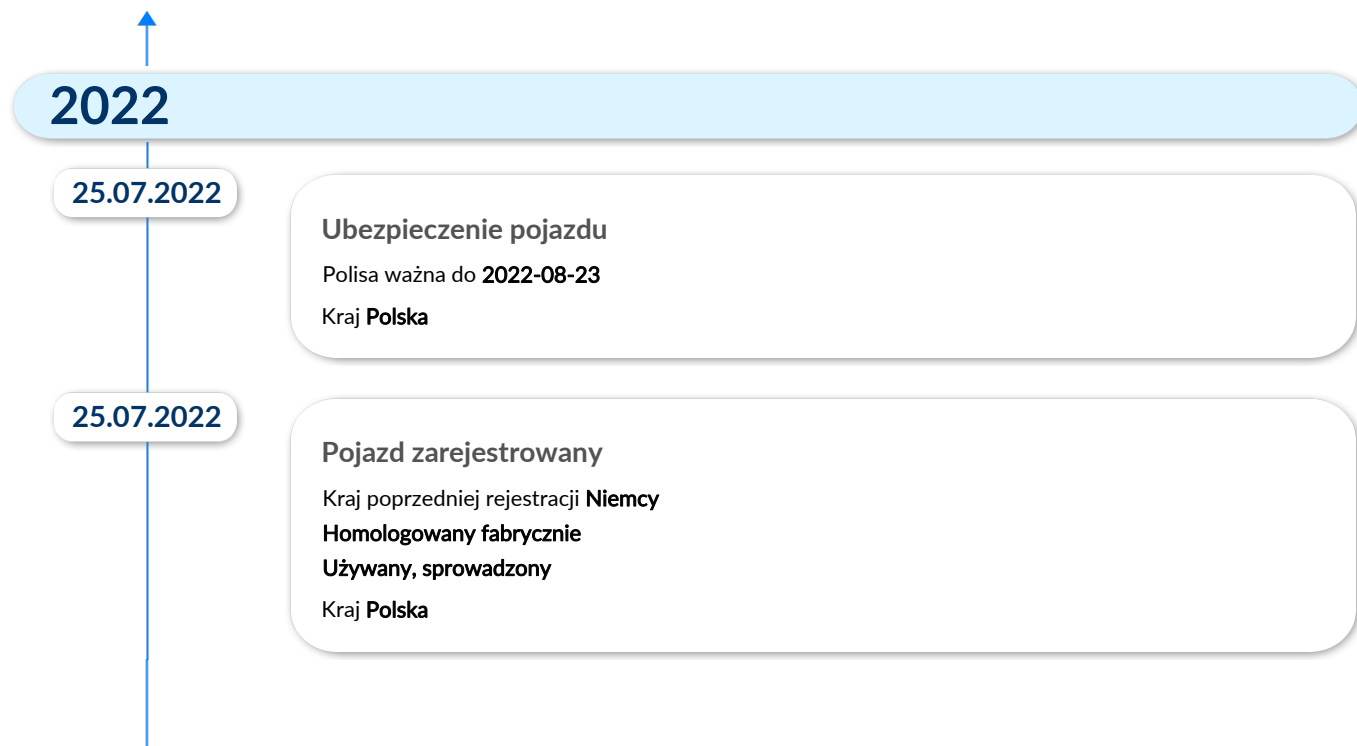 2022
25.07.2022
Ubezpieczenie pojazdu
Polisa ważna do 2022-08-23
Kraj Polska
25.07.2022
Pojazd zarejestrowany
Kraj poprzedniej rejestracji Niemcy
Homologowany fabrycznie
Używany, sprowadzony
Kraj Polska